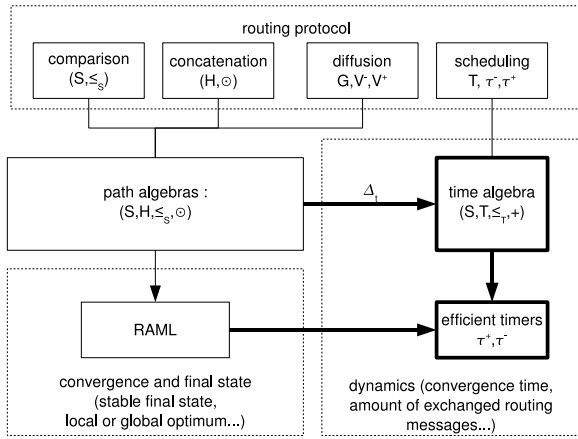 routing protocol
comparison
(S,≤S)
concatenation
(H,⊙)
diffusion
G,V⁻,V⁺
scheduling
T, τ⁻,τ⁺
path algebras :
(S,H,≤S,⊙)
Δt
time algebra
(S,T,≤T,+)
RAML
efficient timers
τ⁺,τ⁻
convergence and final state
(stable final state,
local or global optimum...)
dynamics (convergence time,
amount of exchanged routing
messages...)